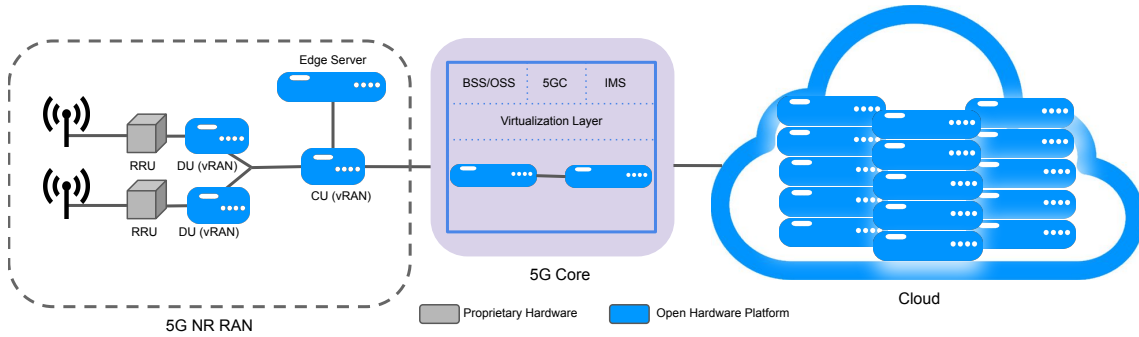 Edge Server
RRU
DU (vRAN)
CU (vRAN)
RRU
DU (vRAN)
5G NR RAN
BSS/OSS
5GC
IMS
Virtualization Layer
5G Core
Cloud
Proprietary Hardware
Open Hardware Platform